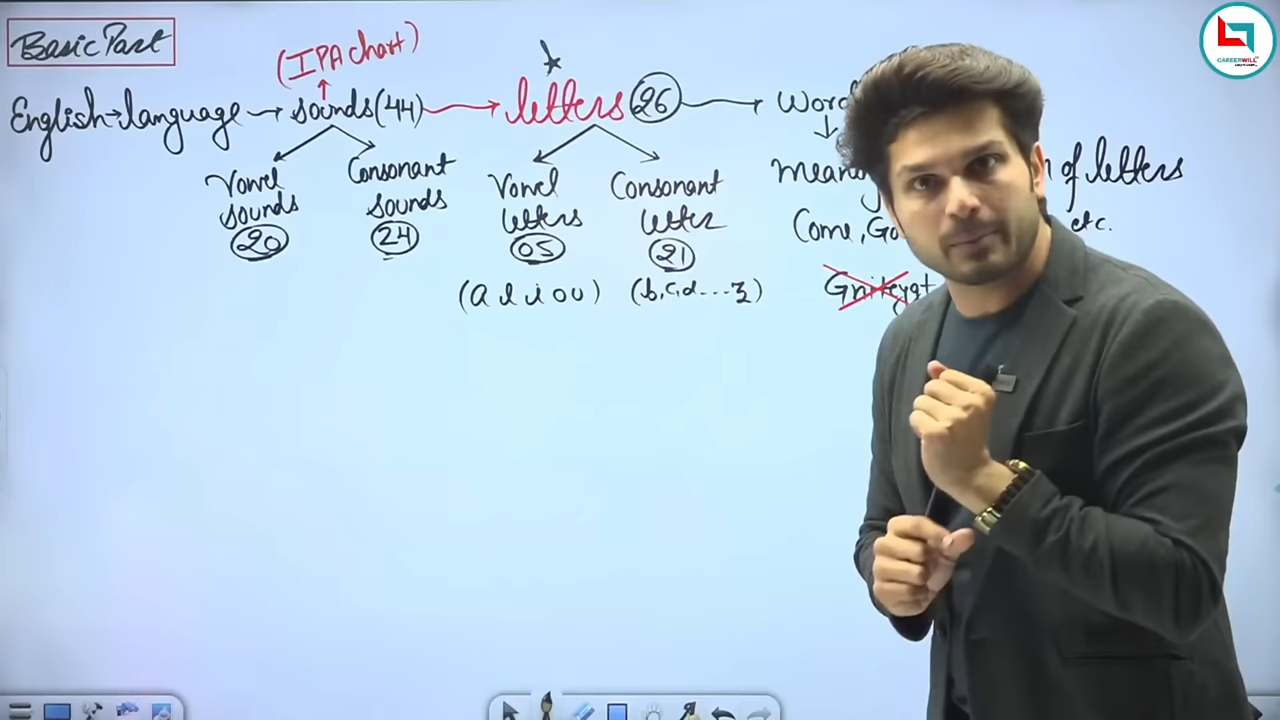 Basic Part
(IPA chart)
English → language → sounds (44) → letters 26 → Word
Vowel sounds 20
Consonant sounds 24
Vowel letters 05
(a e i o u)
Consonant letter 21
(b, c, d ... z)
of letters
Come, Go
etc.
CAREERWILL